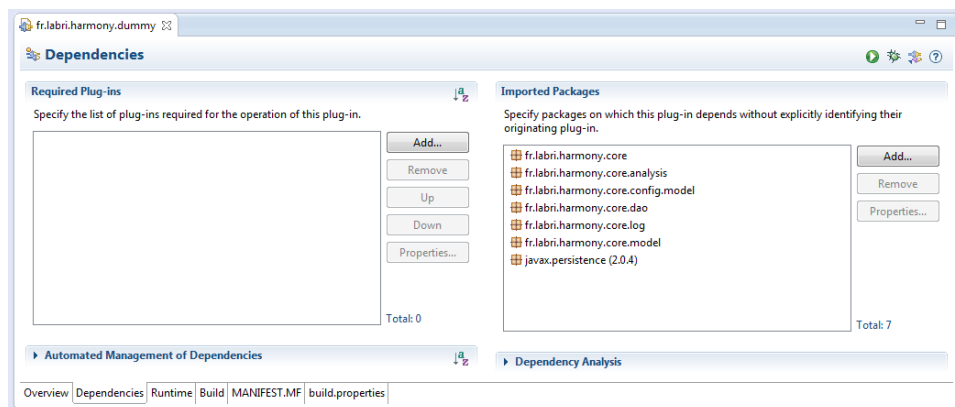 fr.labri.harmony.dummy
Dependencies
Required Plug-ins
Specify the list of plug-ins required for the operation of this plug-in.
Add...
Remove
Up
Down
Properties...
Total: 0
Automated Management of Dependencies
Imported Packages
Specify packages on which this plug-in depends without explicitly identifying their
originating plug-in.
fr.labri.harmony.core
fr.labri.harmony.core.analysis
fr.labri.harmony.core.config.model
fr.labri.harmony.core.dao
fr.labri.harmony.core.log
fr.labri.harmony.core.model
javax.persistence (2.0.4)
Add...
Remove
Properties...
Total: 7
Dependency Analysis
Overview Dependencies Runtime Build MANIFEST.MF build.properties